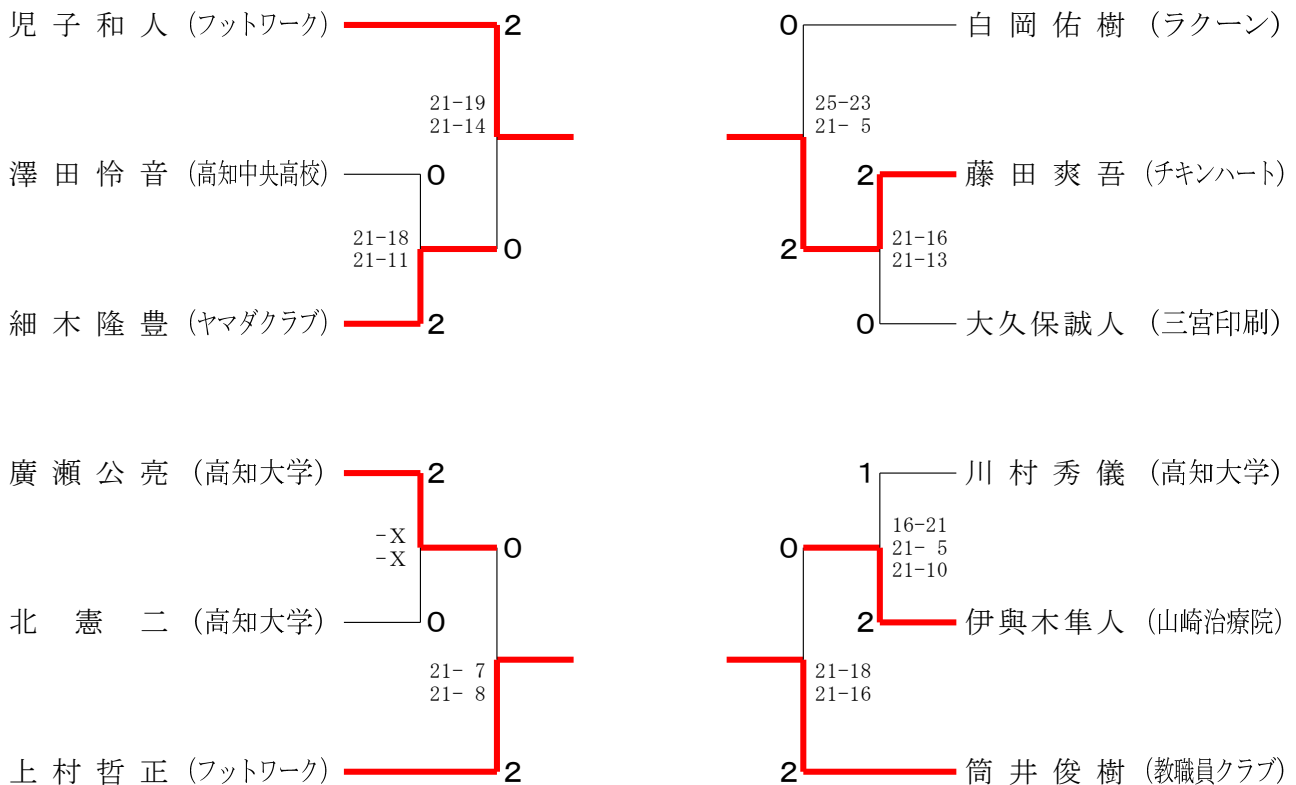 児子和人 (フットワーク) 2
21-19
21-14
澤田怜音 (高知中央高校) 0
21-18
21-11
0
細木隆豊 (ヤマダクラブ) 2
0 白岡佑樹 (ラクーン)
25-23
21- 5
2 藤田爽吾 (チキンハート)
2
21-16
21-13
0 大久保誠人 (三宮印刷)
廣瀬公亮 (高知大学) 2
-X
-X
0
北憲二 (高知大学) 0
21- 7
21- 8
上村哲正 (フットワーク) 2
1 川村秀儀 (高知大学)
16-21
21- 5
21-10
0
2 伊與木隼人 (山崎治療院)
21-18
21-16
2 筒井俊樹 (教職員クラブ)